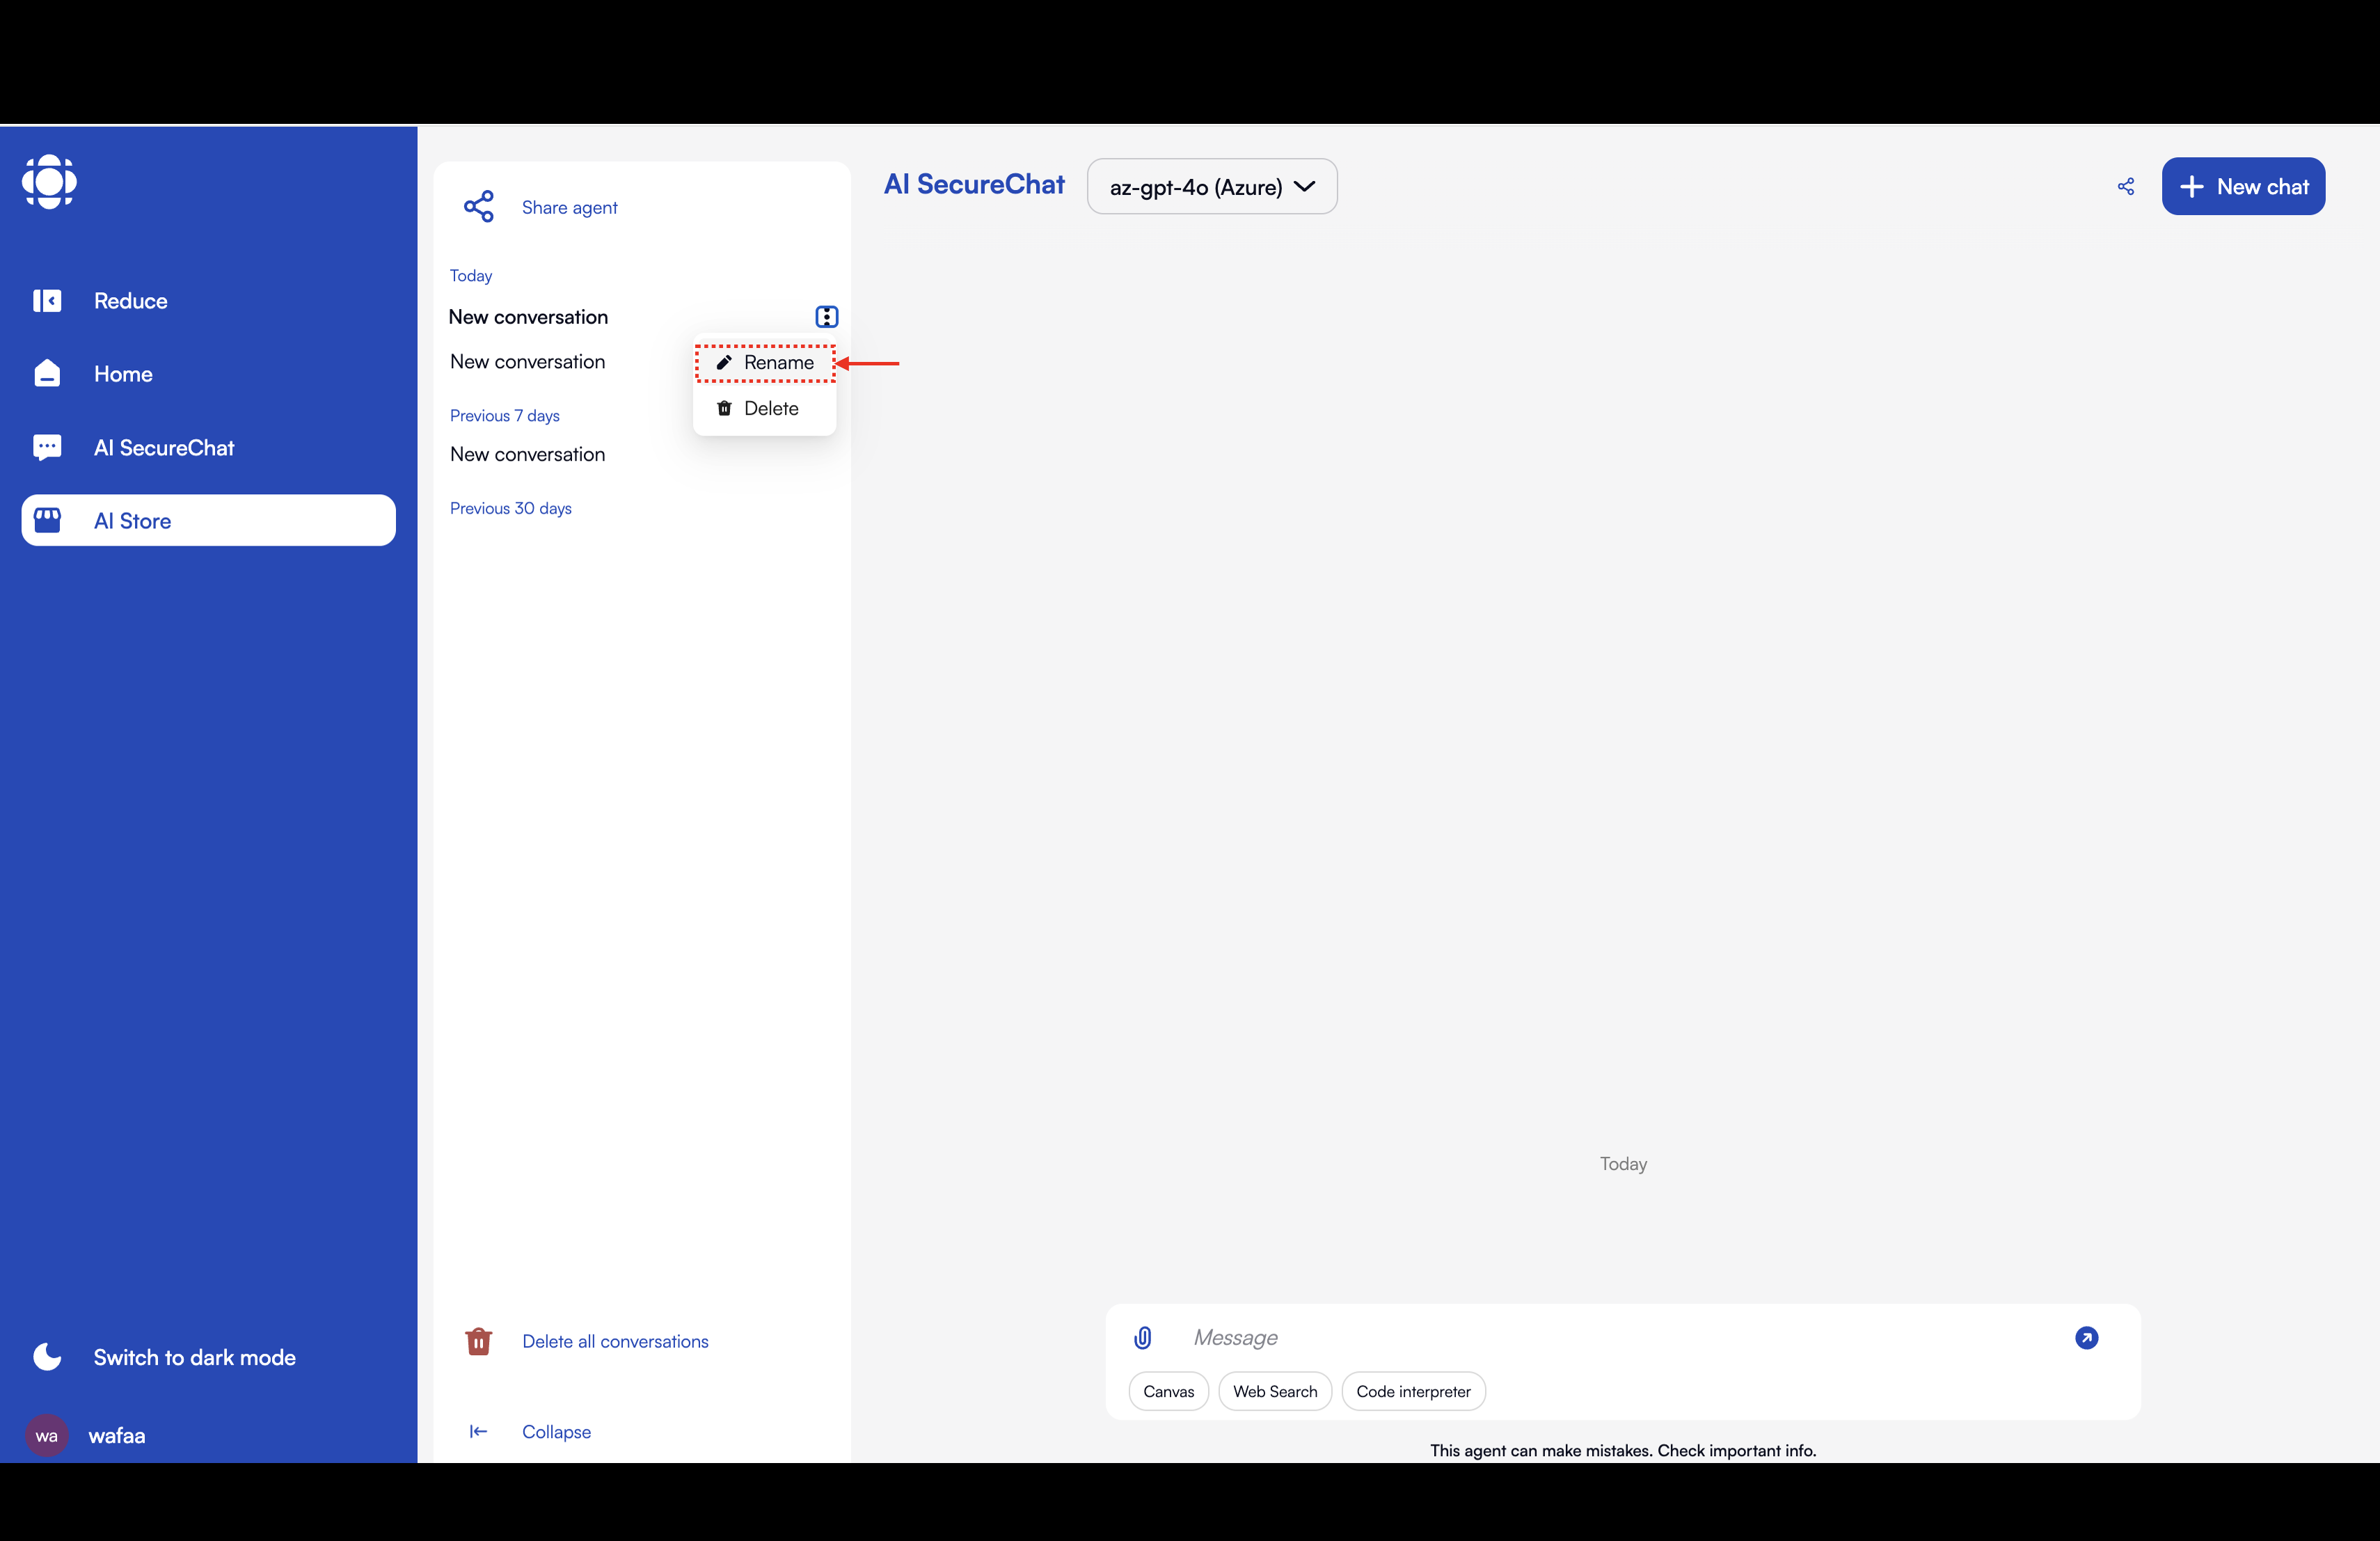 Reduce
Home
AI SecureChat
AI Store
Switch to dark mode
wa
wafaa
Share agent
Today
New conversation
New conversation
Rename
Delete
Previous 7 days
New conversation
Previous 30 days
Delete all conversations
Collapse
AI SecureChat
az-gpt-4o (Azure)
New chat
Today
Message
Canvas
Web Search
Code interpreter
This agent can make mistakes. Check important info.